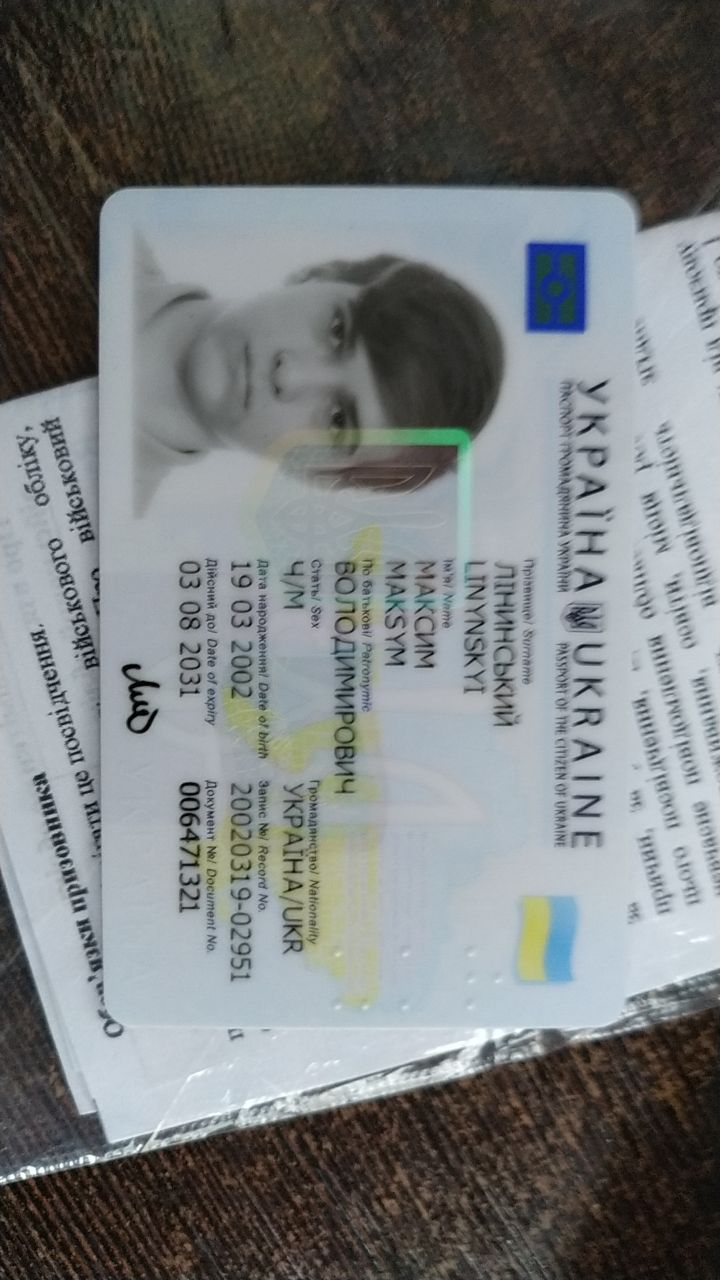 УКРАЇНА UKRAINE
ПАСПОРТ ГРОМАДЯНИНА УКРАЇНИ PASSPORT OF THE CITIZEN OF UKRAINE
Прізвище/ Surname
ЛІНИНСЬКИЙ
LINYNSKYI
Ім'я/ Name
МАКСИМ
MAKSYM
По батькові/ Patronymic
ВОЛОДИМИРОВИЧ
Стать/ Sex
Ч/M
Громадянство/ Nationality
УКРАЇНА/UKR
Дата народження/ Date of birth
19 03 2002
Запис №/ Record No.
20020319-02951
Дійсний до/ Date of expiry
03 08 2031
Документ №/ Document No.
006471321
Обов'язки призовника
це посвідчення,
військового обліку,
військовий